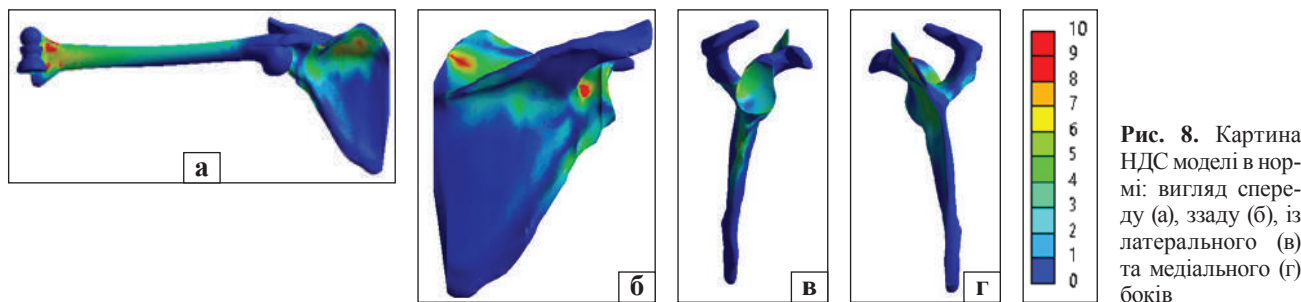 а
б
в
г
10
9
8
7
6
5
4
3
2
1
0
Рис. 8. Картина
НДС моделі в нор-
мі: вигляд спере-
ду (а), ззаду (б), із
латерального (в)
та медіального (г)
боків